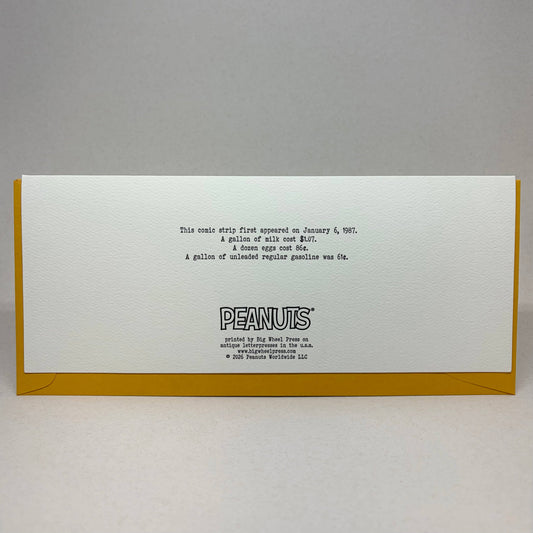 This comic strip first appeared on January 6, 1987.
A gallon of milk cost $1.07.
A dozen eggs cost 86¢.
A gallon of unleaded regular gasoline was 61¢.
PEANUTS®
printed by Big Wheel Press on
antique letterpresses in the u.s.a.
www.bigwheelpress.com
© 2026 Peanuts Worldwide LLC